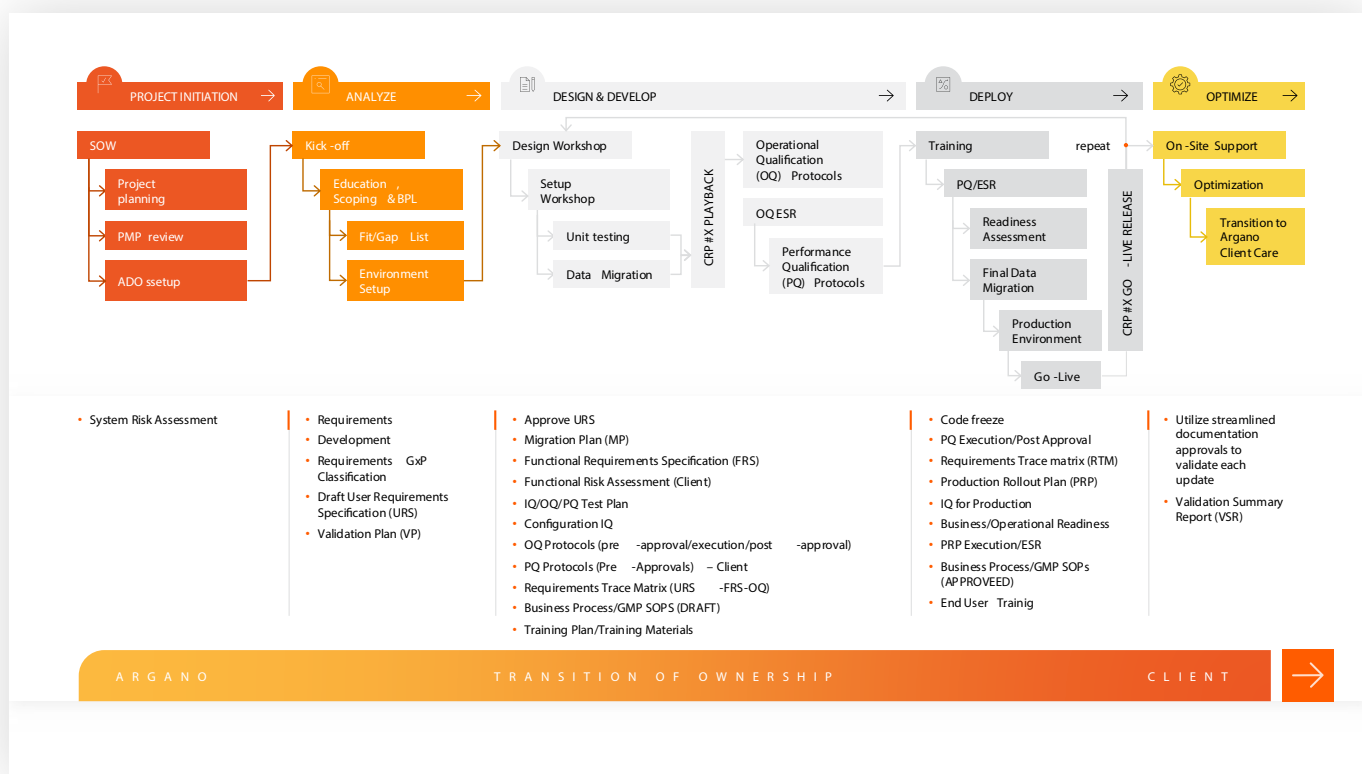 PROJECT INITIATION
ANALYZE
DESIGN & DEVELOP
DEPLOY
OPTIMIZE
SOW
Project
planning
PMP review
ADO ssetup
Kick -off
Education ,
Scoping & BPL
Fit/Gap List
Environment
Setup
Design Workshop
Setup
Workshop
Unit testing
Data Migration
CRP #X PLAYBACK
Operational
Qualification
(OQ) Protocols
OQ ESR
Performance
Qualification
(PQ) Protocols
Training
PQ/ESR
Readiness
Assessment
Final Data
Migration
Production
Environment
Go -Live
repeat
CRP #X GO -LIVE RELEASE
On -Site Support
Optimization
Transition to
Argano
Client Care
• System Risk Assessment
• Requirements
• Development
• Requirements GxP
Classification
• Draft User Requirements
Specification (URS)
• Validation Plan (VP)
• Approve URS
• Migration Plan (MP)
• Functional Requirements Specification (FRS)
• Functional Risk Assessment (Client)
• IQ/OQ/PQ Test Plan
• Configuration IQ
• OQ Protocols (pre -approval/execution/post -approval)
• PQ Protocols (Pre -Approvals) – Client
• Requirements Trace Matrix (URS -FRS-OQ)
• Business Process/GMP SOPS (DRAFT)
• Training Plan/Training Materials
• Code freeze
• PQ Execution/Post Approval
• Requirements Trace matrix (RTM)
• Production Rollout Plan (PRP)
• IQ for Production
• Business/Operational Readiness
• PRP Execution/ESR
• Business Process/GMP SOPs
(APPROVEED)
• End User Trainig
• Utilize streamlined
documentation
approvals to
validate each
update
• Validation Summary
Report (VSR)
ARGANO
TRANSITION OF OWNERSHIP
CLIENT